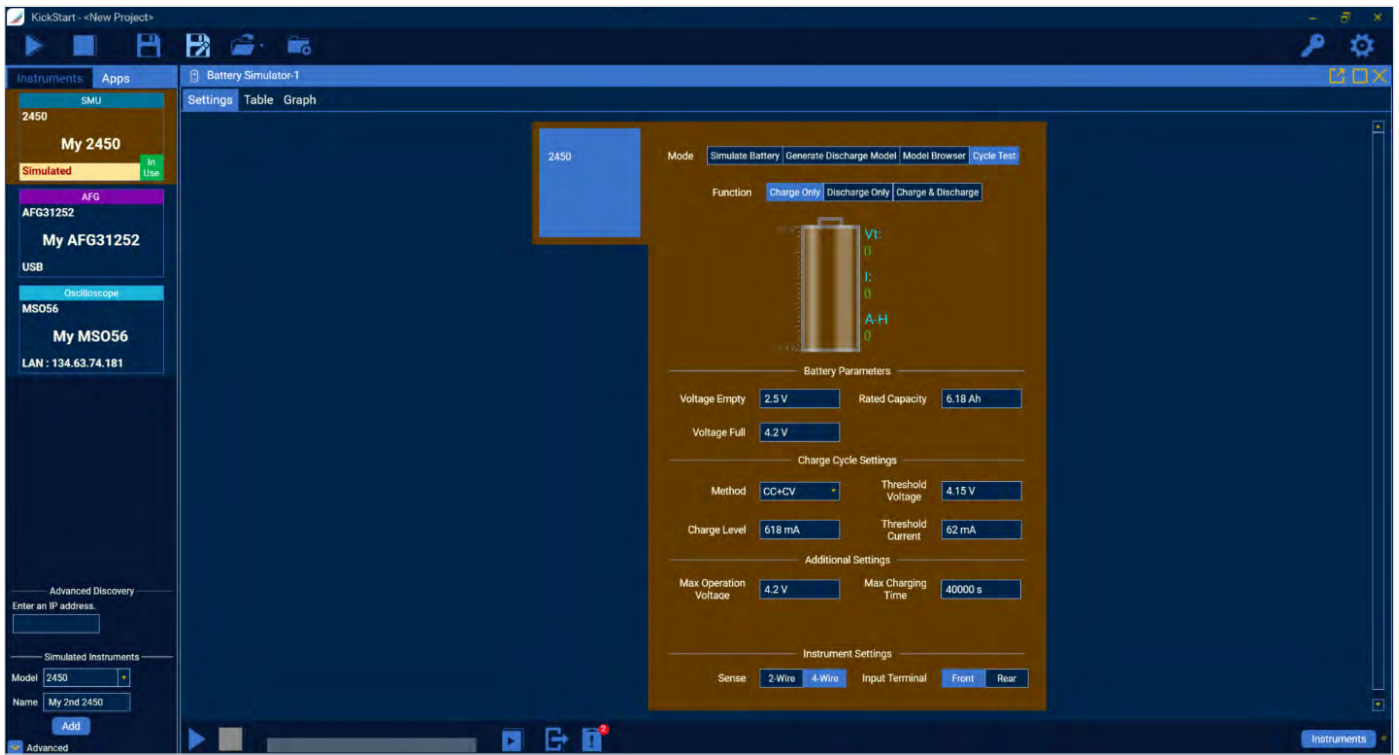 KickStart - <New Project>
Instruments Apps
Battery Simulator-1
Settings Table Graph
SMU
2450
My 2450
Simulated
In Use
AFG
AFG31252
My AFG31252
USB
Oscilloscope
MSO56
My MSO56
LAN : 134.63.74.181
Advanced Discovery
Enter an IP address.
Simulated Instruments
Model 2450
Name My 2nd 2450
Add
Advanced
2450
Mode Simulate Battery Generate Discharge Model Model Browser Cycle Test
Function Charge Only Discharge Only Charge & Discharge
Vt:
0
I:
0
A-H
0
Battery Parameters
Voltage Empty 2.5 V Rated Capacity 6.18 Ah
Voltage Full 4.2 V
Charge Cycle Settings
Method CC+CV Threshold Voltage 4.15 V
Charge Level 618 mA Threshold Current 62 mA
Additional Settings
Max Operation Voltage 4.2 V Max Charging Time 40000 s
Instrument Settings
Sense 2-Wire 4-Wire Input Terminal Front Rear
2
Instruments